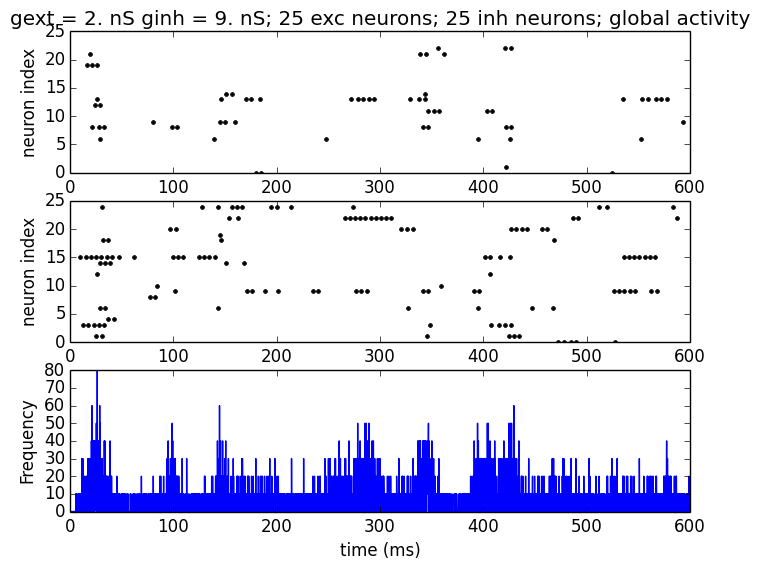 gext = 2. nS ginh = 9. nS; 25 exc neurons; 25 inh neurons; global activity
25
20
15
10
5
0
neuron index
0 100 200 300 400 500 600
25
20
15
10
5
0
neuron index
0 100 200 300 400 500 600
80
70
60
50
40
30
20
10
0
Frequency
0 100 200 300 400 500 600
time (ms)